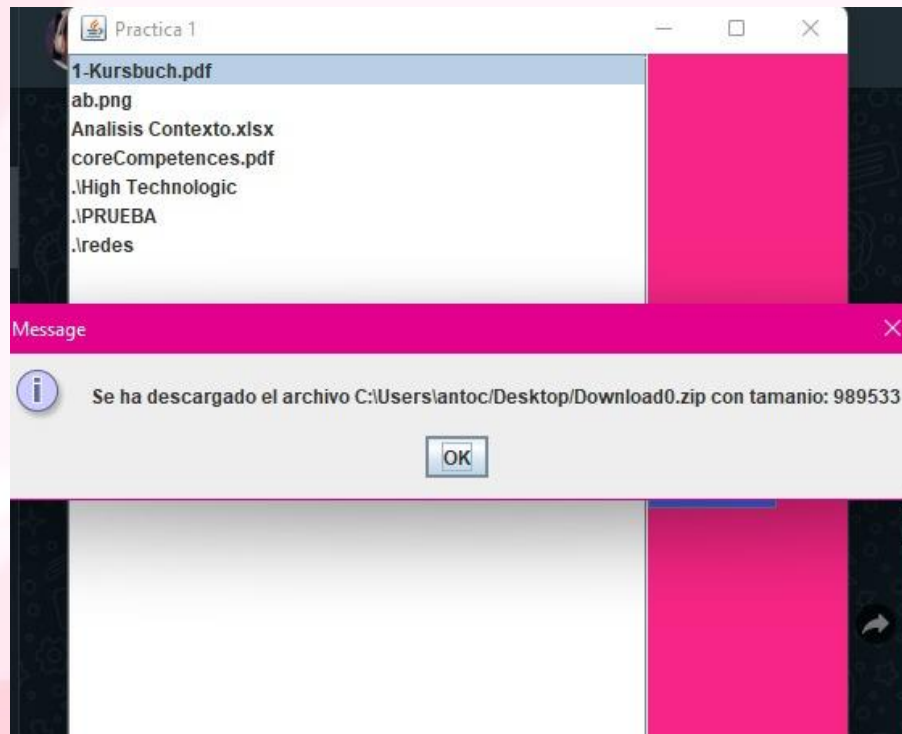 Practica 1
1-Kursbuch.pdf
ab.png
Analisis Contexto.xlsx
coreCompetences.pdf
.\High Technologic
.\PRUEBA
.\redes
Message
Se ha descargado el archivo C:\Users\antoc/Desktop/Download0.zip con tamanio: 989533
OK